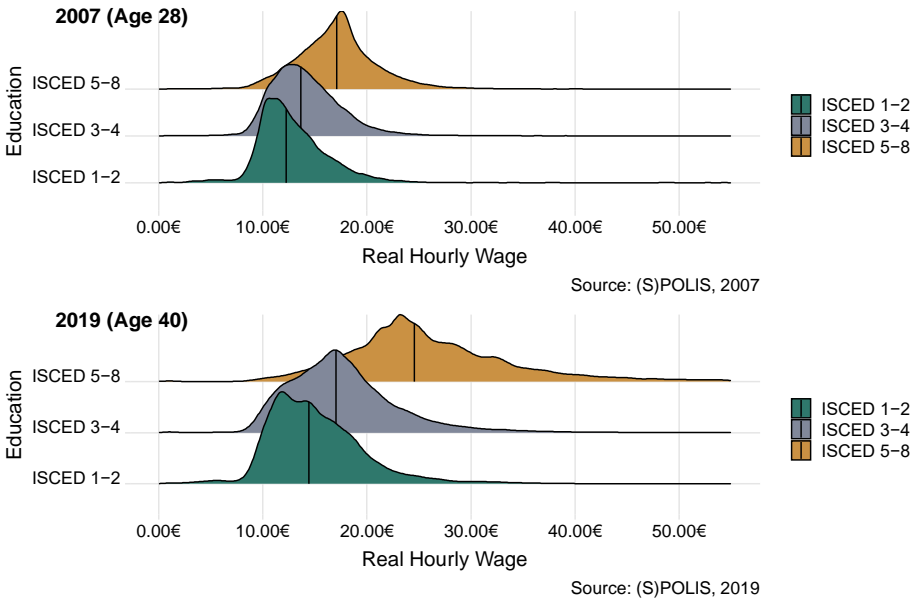 2007 (Age 28)
Education
ISCED 5−8
ISCED 3−4
ISCED 1−2
0.00€ 10.00€ 20.00€ 30.00€ 40.00€ 50.00€
Real Hourly Wage
Source: (S)POLIS, 2007
ISCED 1−2
ISCED 3−4
ISCED 5−8
2019 (Age 40)
Education
ISCED 5−8
ISCED 3−4
ISCED 1−2
0.00€ 10.00€ 20.00€ 30.00€ 40.00€ 50.00€
Real Hourly Wage
Source: (S)POLIS, 2019
ISCED 1−2
ISCED 3−4
ISCED 5−8